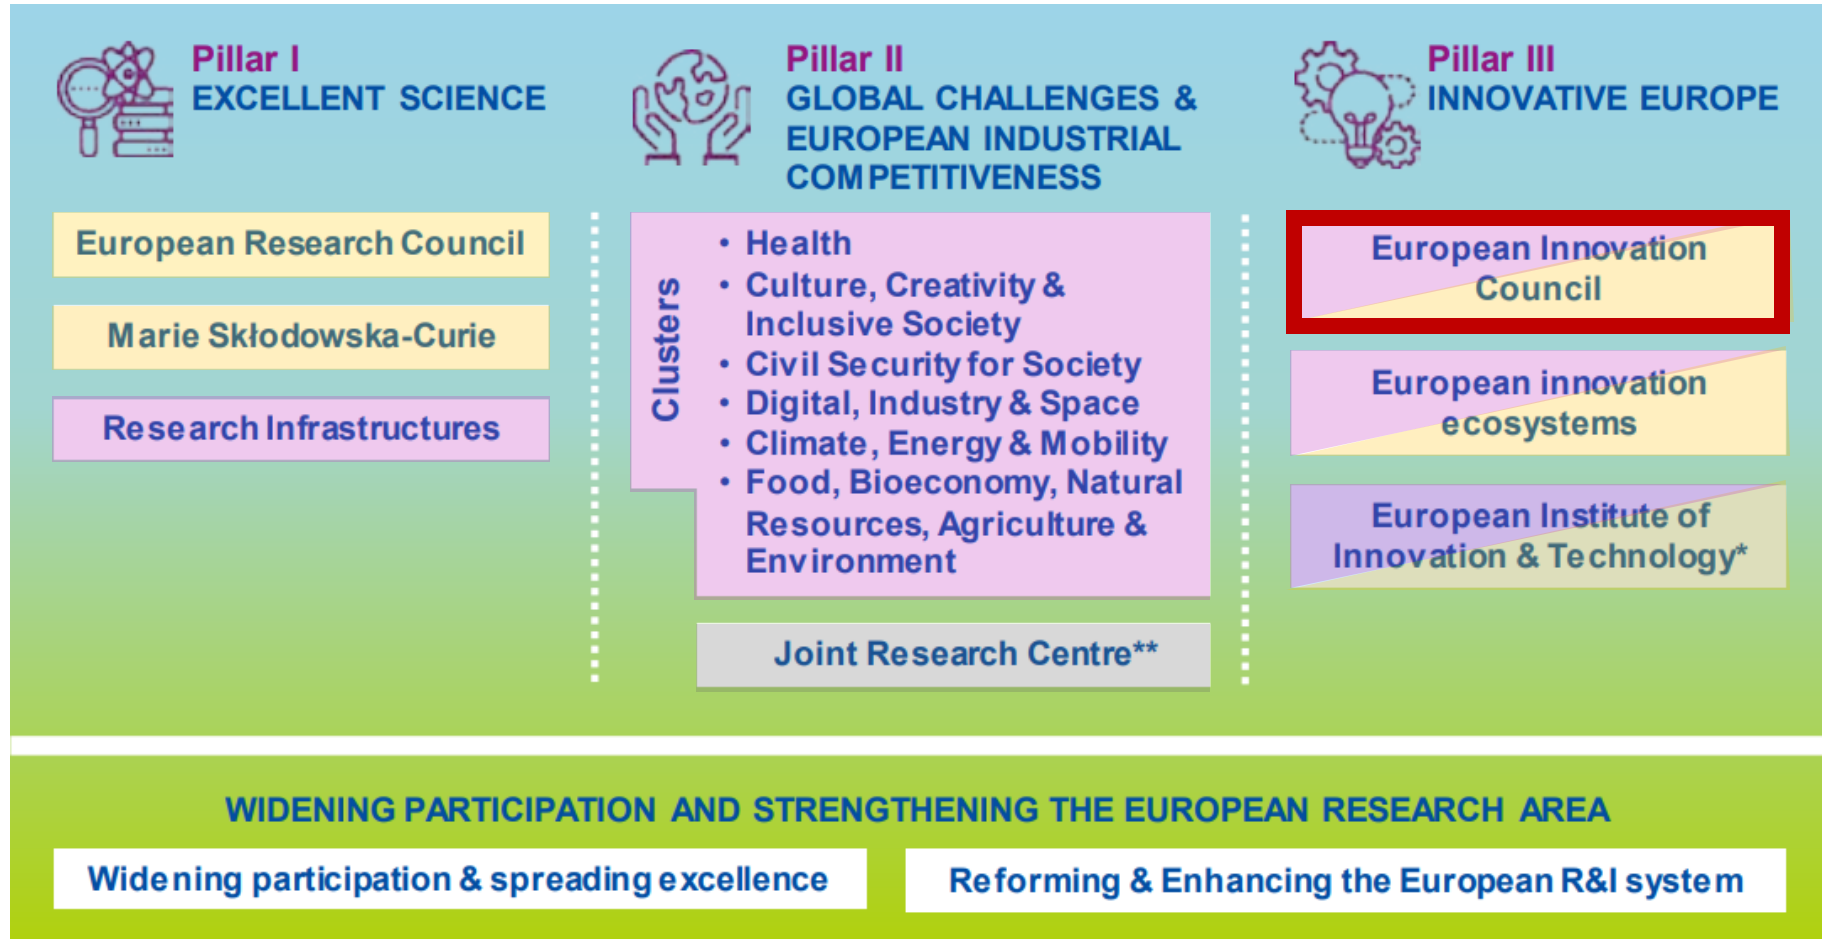 Pillar I
EXCELLENT SCIENCE
European Research Council
Marie Skłodowska-Curie
Research Infrastructures
Pillar II
GLOBAL CHALLENGES &
EUROPEAN INDUSTRIAL
COMPETITIVENESS
Clusters
• Health
• Culture, Creativity &
Inclusive Society
• Civil Security for Society
• Digital, Industry & Space
• Climate, Energy & Mobility
• Food, Bioeconomy, Natural
Resources, Agriculture &
Environment
Joint Research Centre**
Pillar III
INNOVATIVE EUROPE
European Innovation
Council
European innovation
ecosystems
European Institute of
Innovation & Technology*
WIDENING PARTICIPATION AND STRENGTHENING THE EUROPEAN RESEARCH AREA
Widening participation & spreading excellence
Reforming & Enhancing the European R&I system